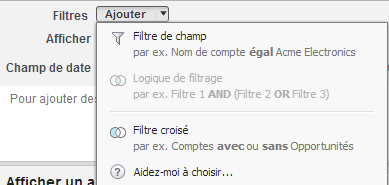 Filtres Ajouter
Afficher
Filtre de champ
par ex. Nom de compte égal Acme Electronics
Champ de date
Logique de filtrage
par ex. Filtre 1 AND (Filtre 2 OR Filtre 3)
Pour ajouter des
Filtre croisé
par ex. Comptes avec ou sans Opportunités
Aidez-moi à choisir...
Afficher un a